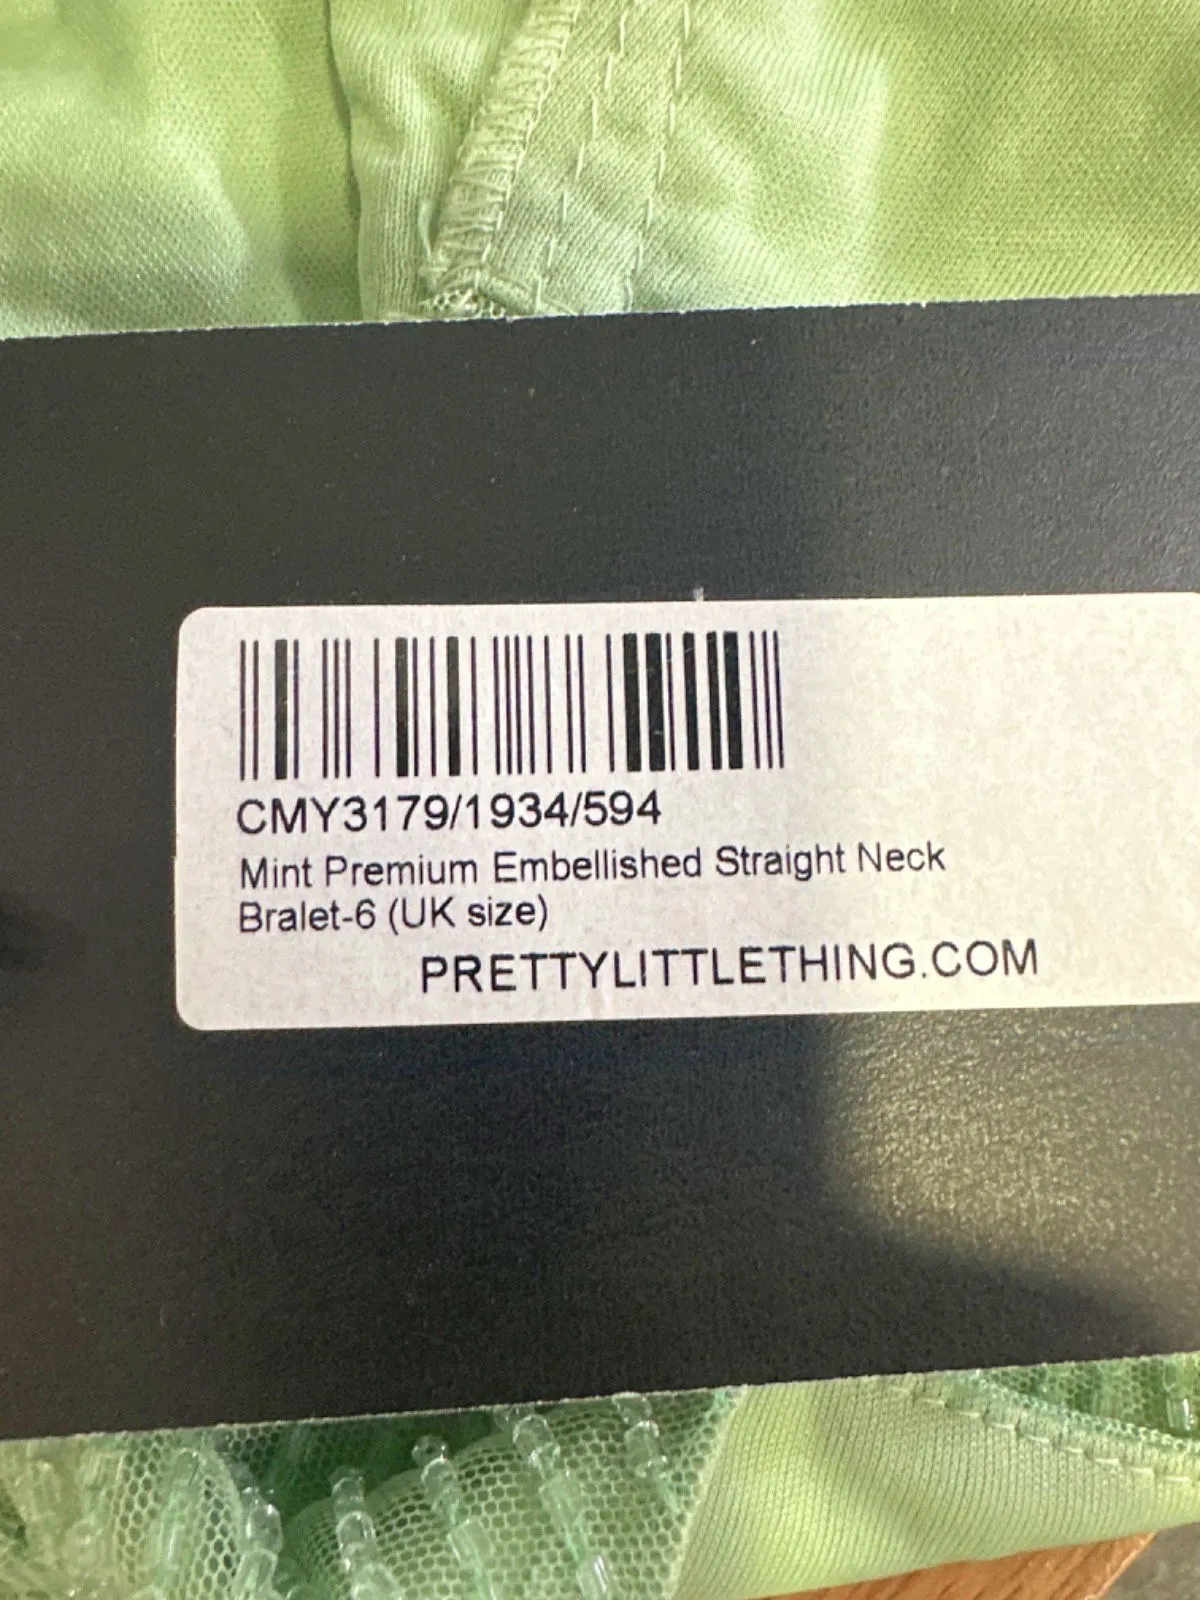 CMY3179/1934/594
Mint Premium Embellished Straight Neck
Bralet-6 (UK size)
PRETTYLITTLETHING.COM